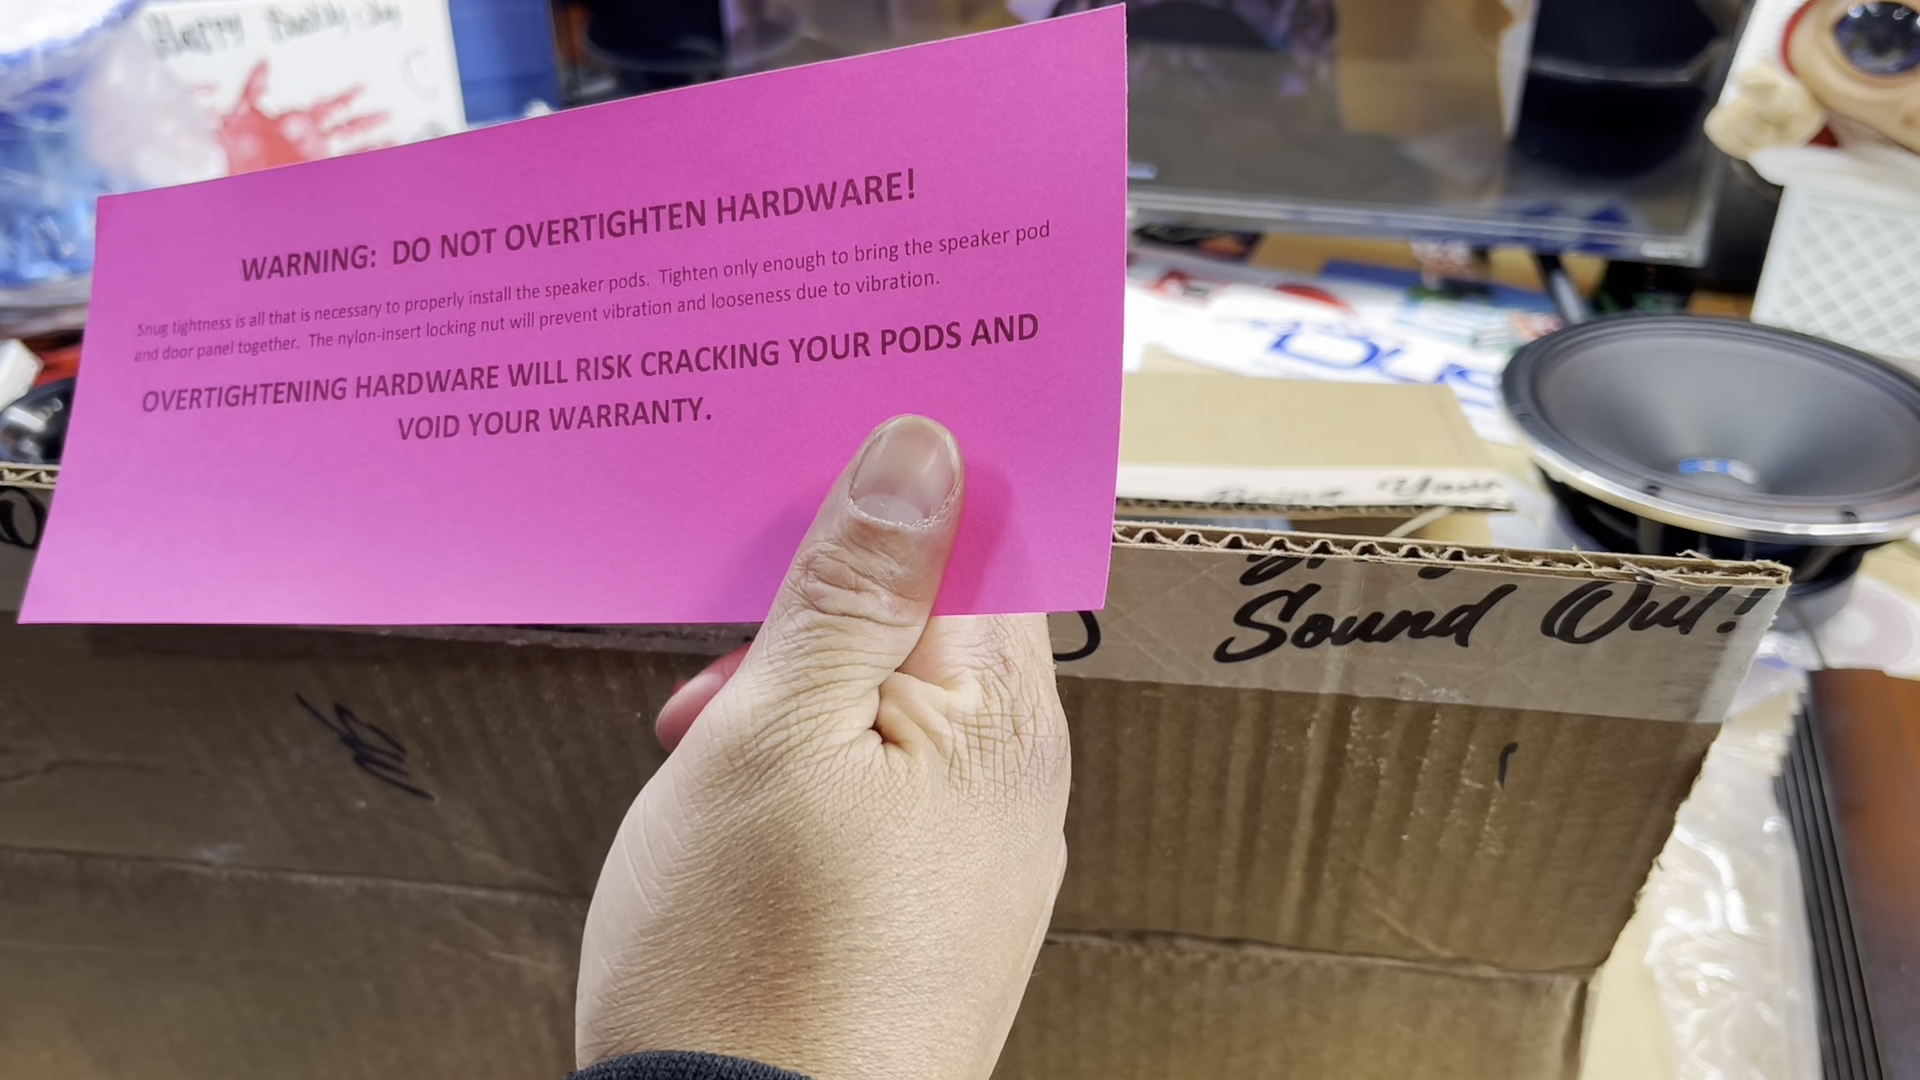 Happy
WARNING: DO NOT OVERTIGHTEN HARDWARE!
Snug tightness is all that is necessary to properly install the speaker pods. Tighten only enough to bring the speaker pod
and door panel together. The nylon-insert locking nut will prevent vibration and looseness due to vibration.
OVERTIGHTENING HARDWARE WILL RISK CRACKING YOUR PODS AND
VOID YOUR WARRANTY.
Your
Sound Out!